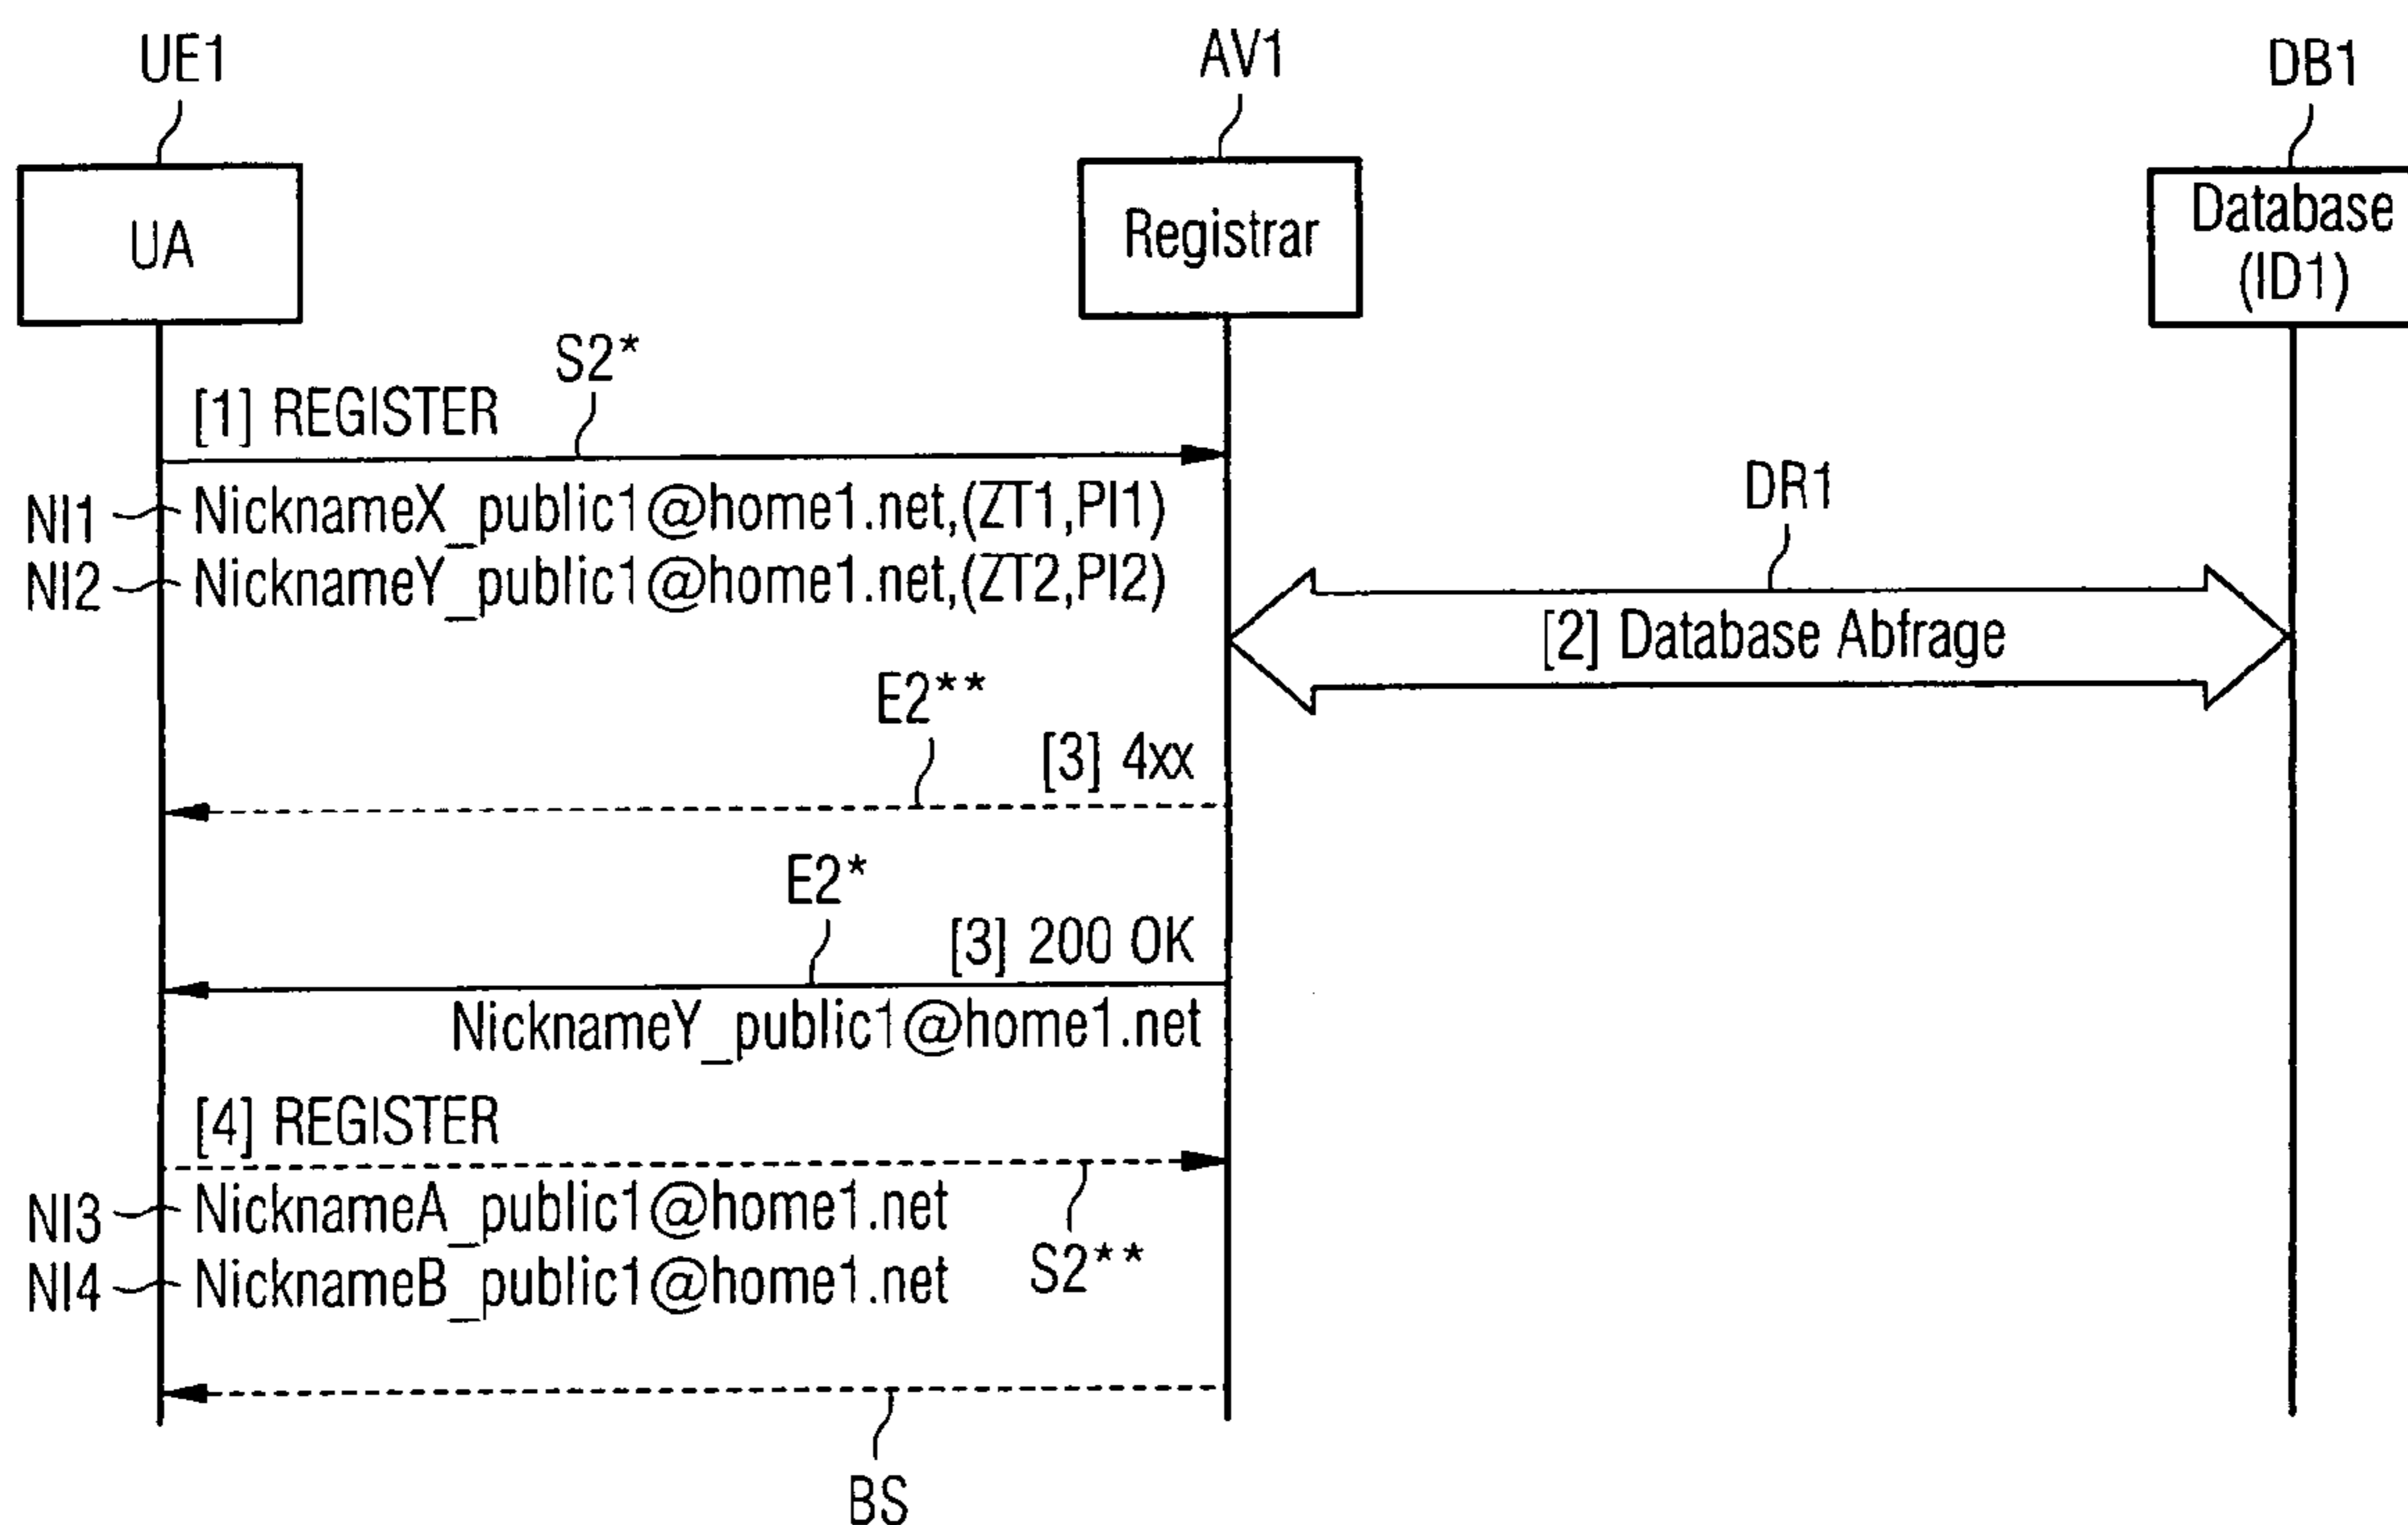 UE1
AV1
DB1
UA
Registrar
Database
(ID1)
S2*
[1] REGISTER
NI1 NicknameX_public1@home1.net,(ZT1,PI1)
NI2 NicknameY_public1@home1.net,(ZT2,PI2)
DR1
[2] Database Abfrage
E2**
[3] 4xx
E2*
[3] 200 OK
NicknameY_public1@home1.net
[4] REGISTER
NI3 NicknameA_public1@home1.net
NI4 NicknameB_public1@home1.net
S2**
BS